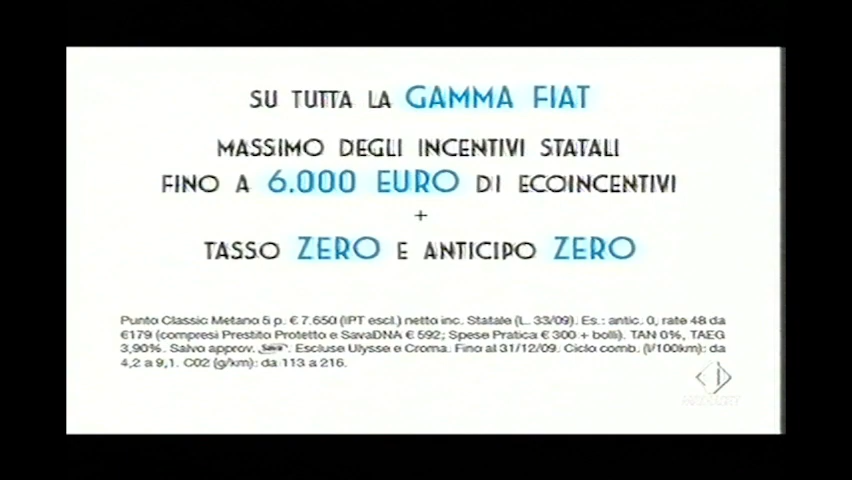 SU TUTTA LA GAMMA FIAT
MASSIMO DEGLI INCENTIVI STATALI
FINO A 6.000 EURO DI ECOINCENTIVI
+
TASSO ZERO E ANTICIPO ZERO
Punto Classic Metano 5 p. € 7.650 (IPT escl.) netto inc. Statale (L. 33/09). Es.: antic. 0, rate 48 da
€179 (compresi Prestito Protetto e SavaDNA € 592; Spese Pratica € 300 + bolli). TAN 0%, TAEG
3,90%. Salvo approv. Escluse Ulysse e Croma. Fino al 31/12/09. Ciclo comb. (l/100km): da
4,2 a 9,1. C02 (g/km): da 113 a 216.